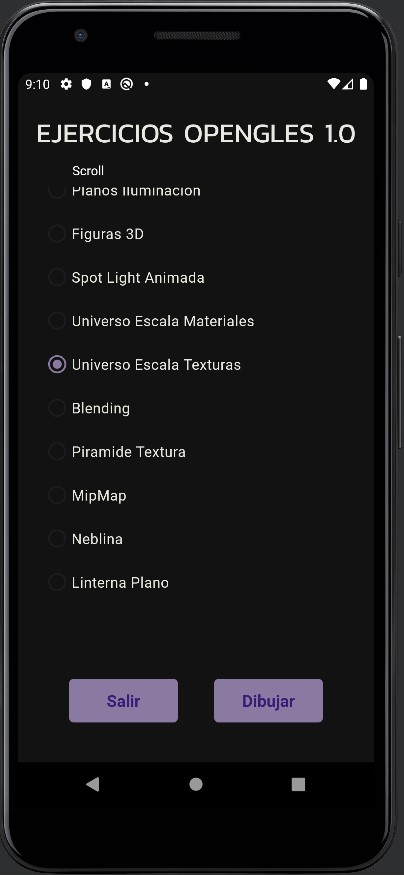 9:10
EJERCICIOS OPENGLES 1.0
Scroll
Planos Iluminación
Figuras 3D
Spot Light Animada
Universo Escala Materiales
Universo Escala Texturas
Blending
Piramide Textura
MipMap
Neblina
Linterna Plano
Salir
Dibujar